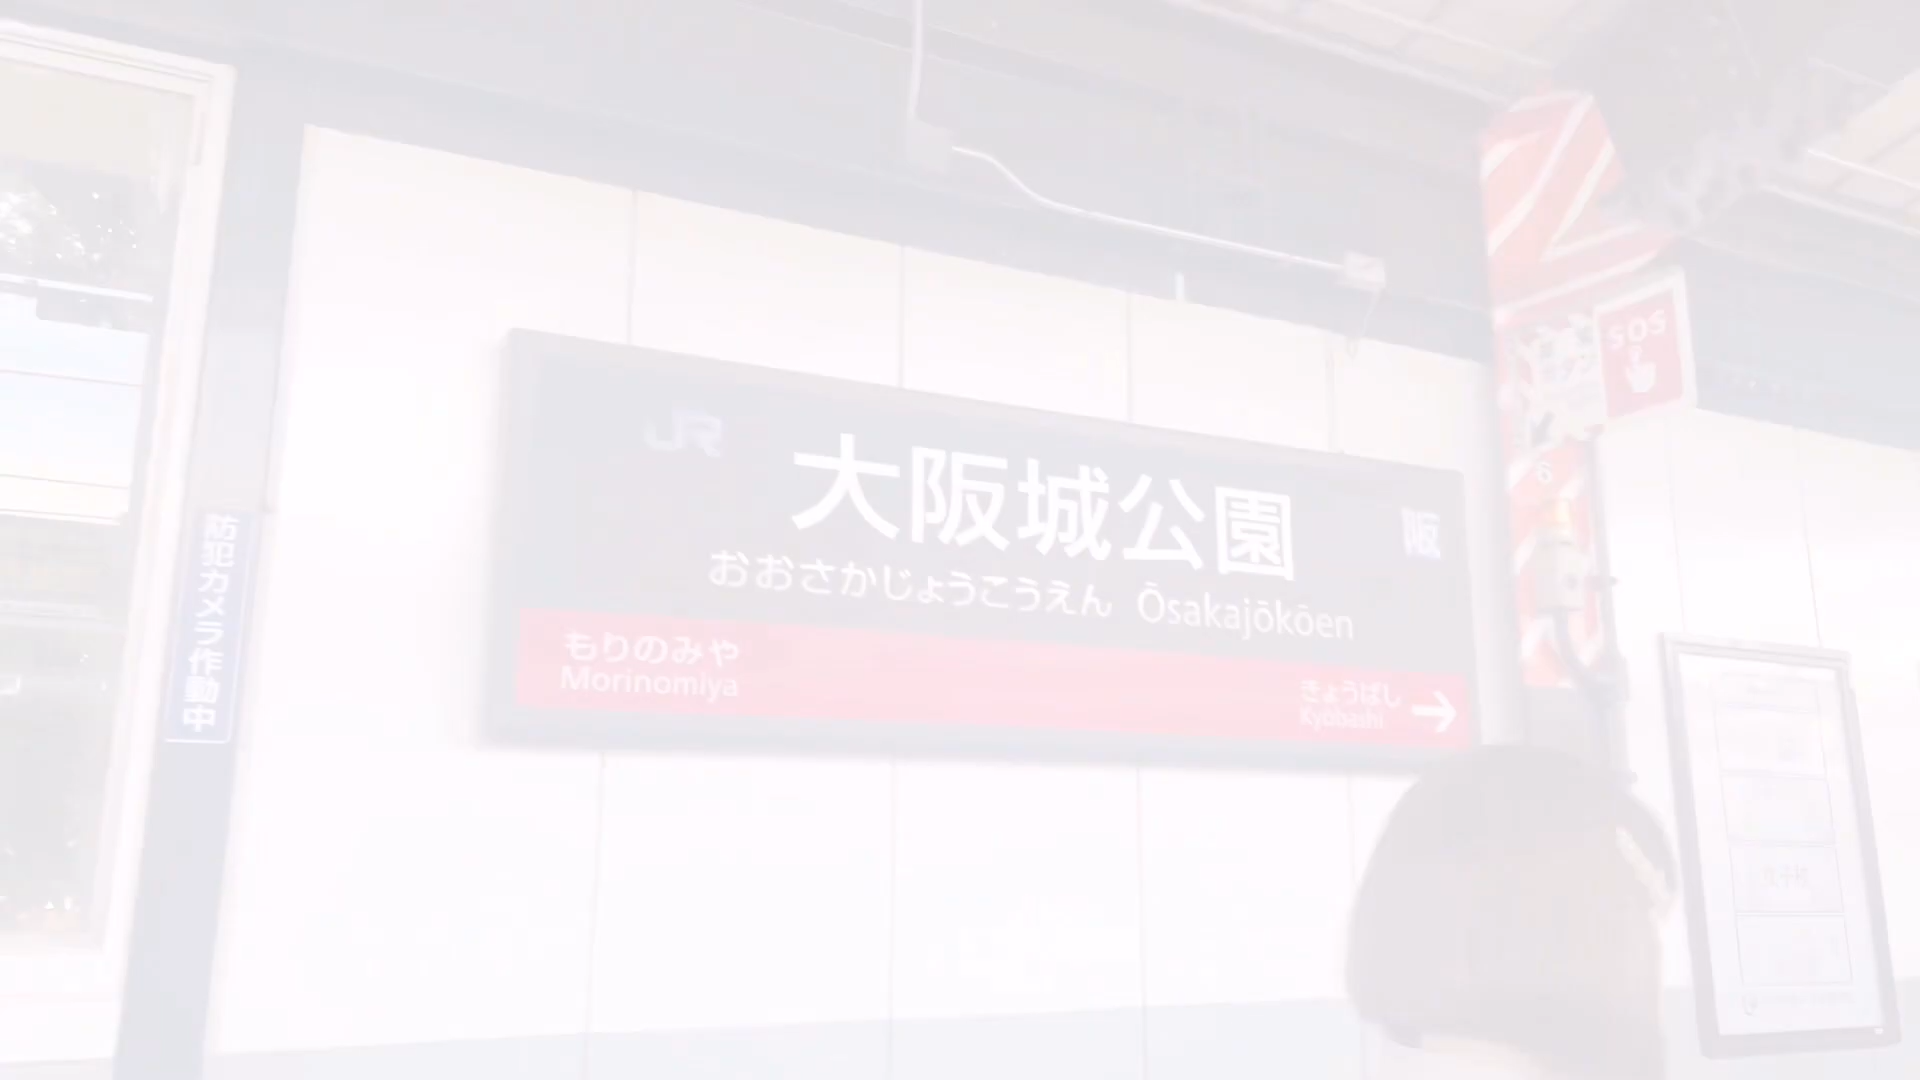 JR
大阪城公園
阪
おおさかじょうこうえん Ōsakajōkōen
もりのみや
Morinomiya
きょうばし
Kyōbashi
→
防犯カメラ作動中
SOS
6